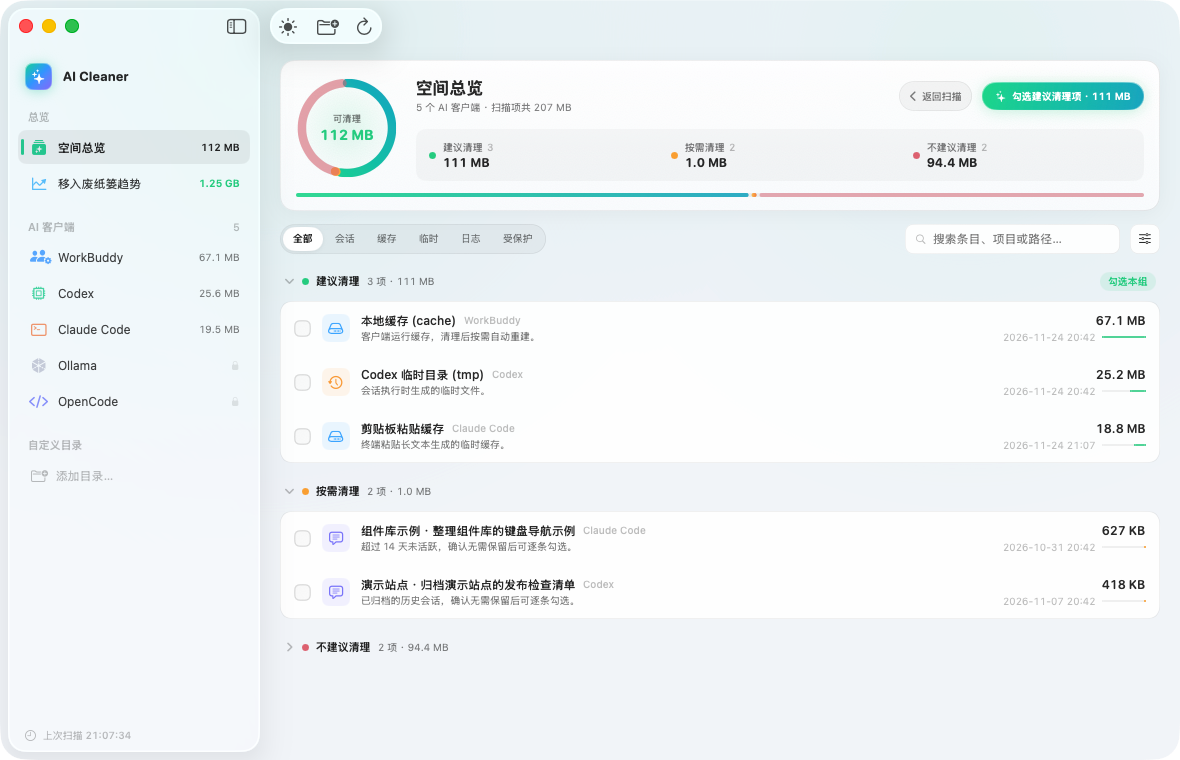 AI Cleaner
总览
空间总览 112 MB
移入废纸篓趋势 1.25 GB
AI 客户端 5
WorkBuddy 67.1 MB
Codex 25.6 MB
Claude Code 19.5 MB
Ollama
OpenCode
自定义目录
添加目录...
上次扫描 21:07:34
可清理
112 MB
空间总览
5 个 AI 客户端 · 扫描项共 207 MB
返回扫描
勾选建议清理项 · 111 MB
建议清理 3
111 MB
按需清理 2
1.0 MB
不建议清理 2
94.4 MB
全部 会话 缓存 临时 日志 受保护
搜索条目、项目或路径...
建议清理 3 项 · 111 MB 勾选本组
本地缓存 (cache) WorkBuddy 67.1 MB
客户端运行缓存，清理后按需自动重建。 2026-11-24 20:42
Codex 临时目录 (tmp) Codex 25.2 MB
会话执行时生成的临时文件。 2026-11-24 20:42
剪贴板粘贴缓存 Claude Code 18.8 MB
终端粘贴长文本生成的临时缓存。 2026-11-24 21:07
按需清理 2 项 · 1.0 MB
组件库示例 · 整理组件库的键盘导航示例 Claude Code 627 KB
超过 14 天未活跃，确认无需保留后可逐条勾选。 2026-10-31 20:42
演示站点 · 归档演示站点的发布检查清单 Codex 418 KB
已归档的历史会话，确认无需保留后可逐条勾选。 2026-11-07 20:42
不建议清理 2 项 · 94.4 MB